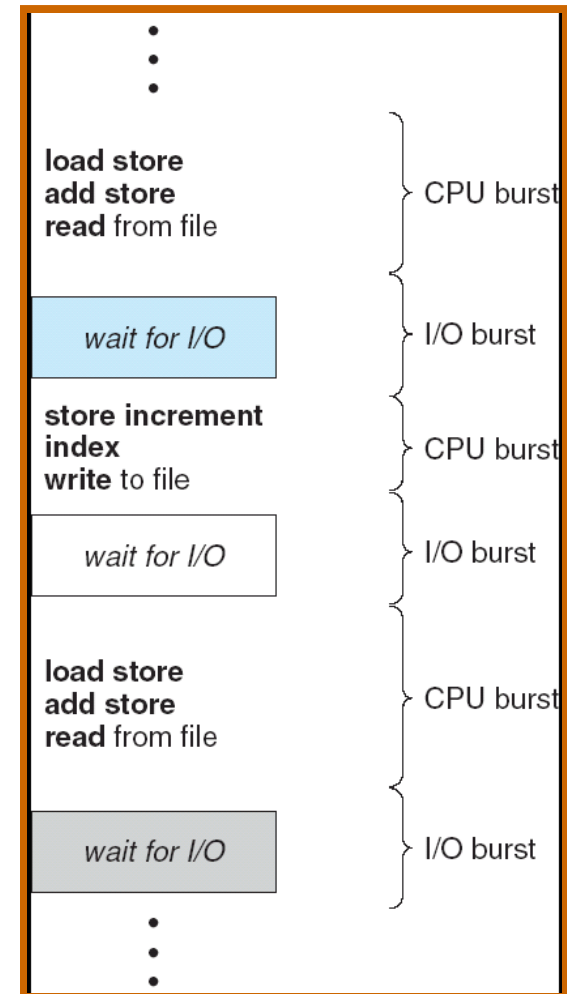 load store
add store
read from file
CPU burst
wait for I/O
I/O burst
store increment
index
write to file
CPU burst
wait for I/O
I/O burst
load store
add store
read from file
CPU burst
wait for I/O
I/O burst